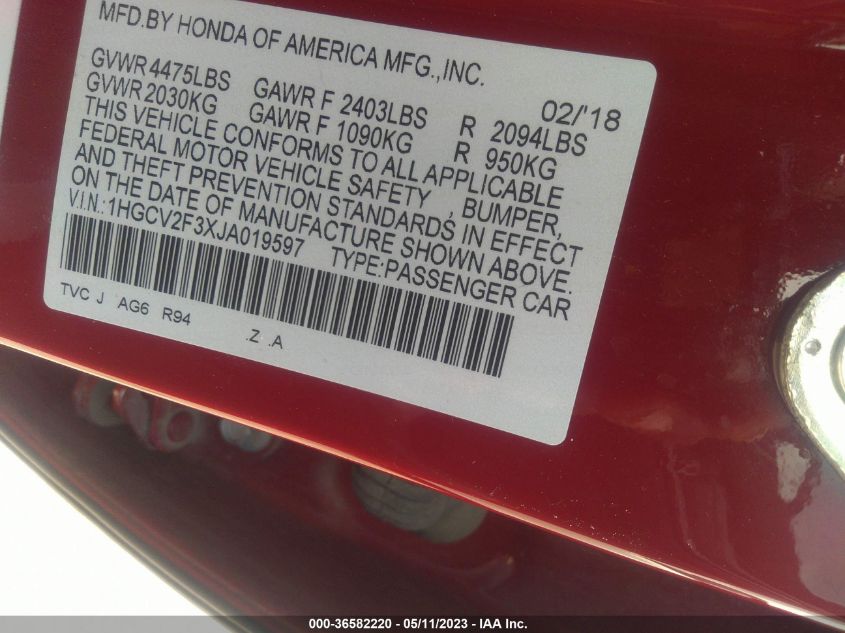 MFD.BY HONDA OF AMERICA MFG.,INC.
02/'18
GVWR 4475LBS GAWR F 2403LBS R 2094LBS
GVWR 2030KG GAWR F 1090KG R 950KG
THIS VEHICLE CONFORMS TO ALL APPLICABLE
FEDERAL MOTOR VEHICLE SAFETY , BUMPER,
AND THEFT PREVENTION STANDARDS IN EFFECT
ON THE DATE OF MANUFACTURE SHOWN ABOVE.
V.I.N.:1HGCV2F3XJA019597 TYPE:PASSENGER CAR
TVC J AG6 R94 .Z .A
000-36582220 - 05/11/2023 - IAA Inc.